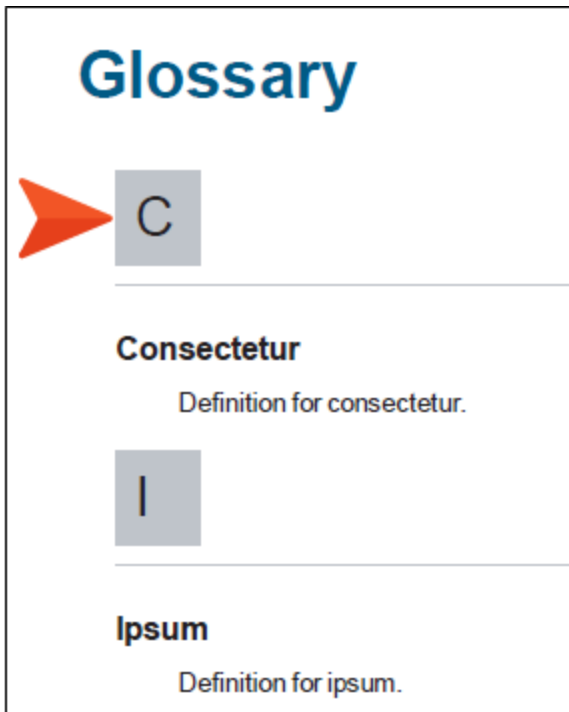 Glossary
C
Consectetur
Definition for consectetur.
I
Ipsum
Definition for ipsum.